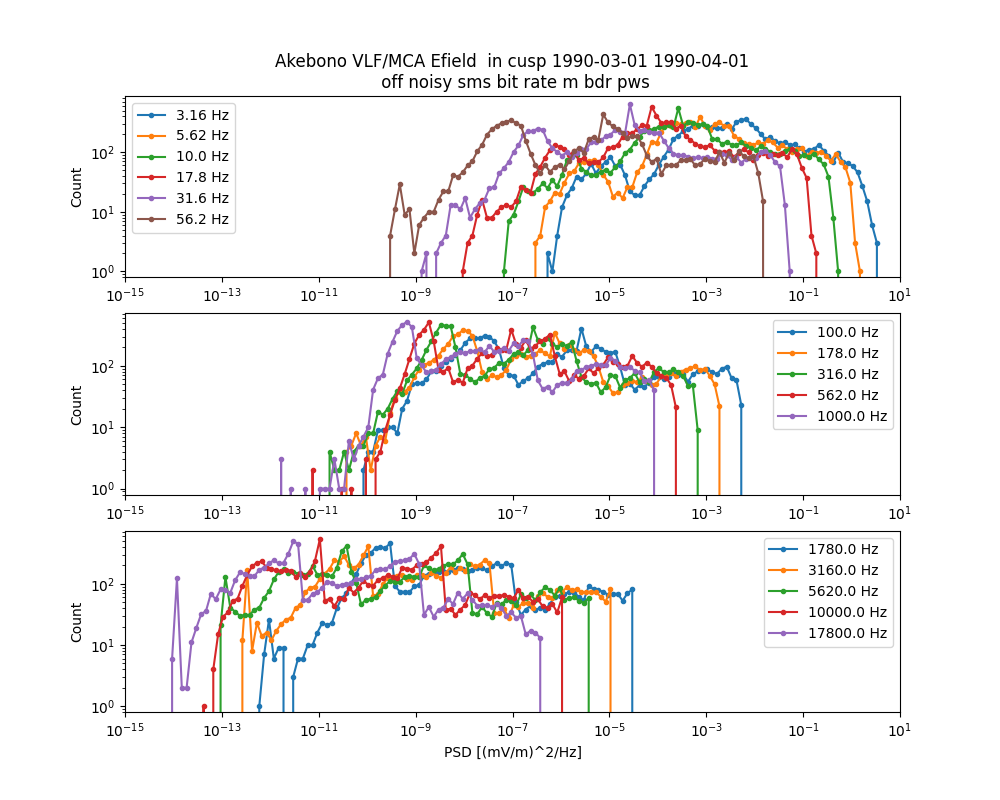 Akebono VLF/MCA Efield  in cusp 1990-03-01 1990-04-01
off noisy sms bit rate m bdr pws
Count
10^2
10^1
10^0
3.16 Hz
5.62 Hz
10.0 Hz
17.8 Hz
31.6 Hz
56.2 Hz
10^-15 10^-13 10^-11 10^-9 10^-7 10^-5 10^-3 10^-1 10^1
Count
10^2
10^1
10^0
100.0 Hz
178.0 Hz
316.0 Hz
562.0 Hz
1000.0 Hz
10^-15 10^-13 10^-11 10^-9 10^-7 10^-5 10^-3 10^-1 10^1
Count
10^2
10^1
10^0
1780.0 Hz
3160.0 Hz
5620.0 Hz
10000.0 Hz
17800.0 Hz
10^-15 10^-13 10^-11 10^-9 10^-7 10^-5 10^-3 10^-1 10^1
PSD [(mV/m)^2/Hz]